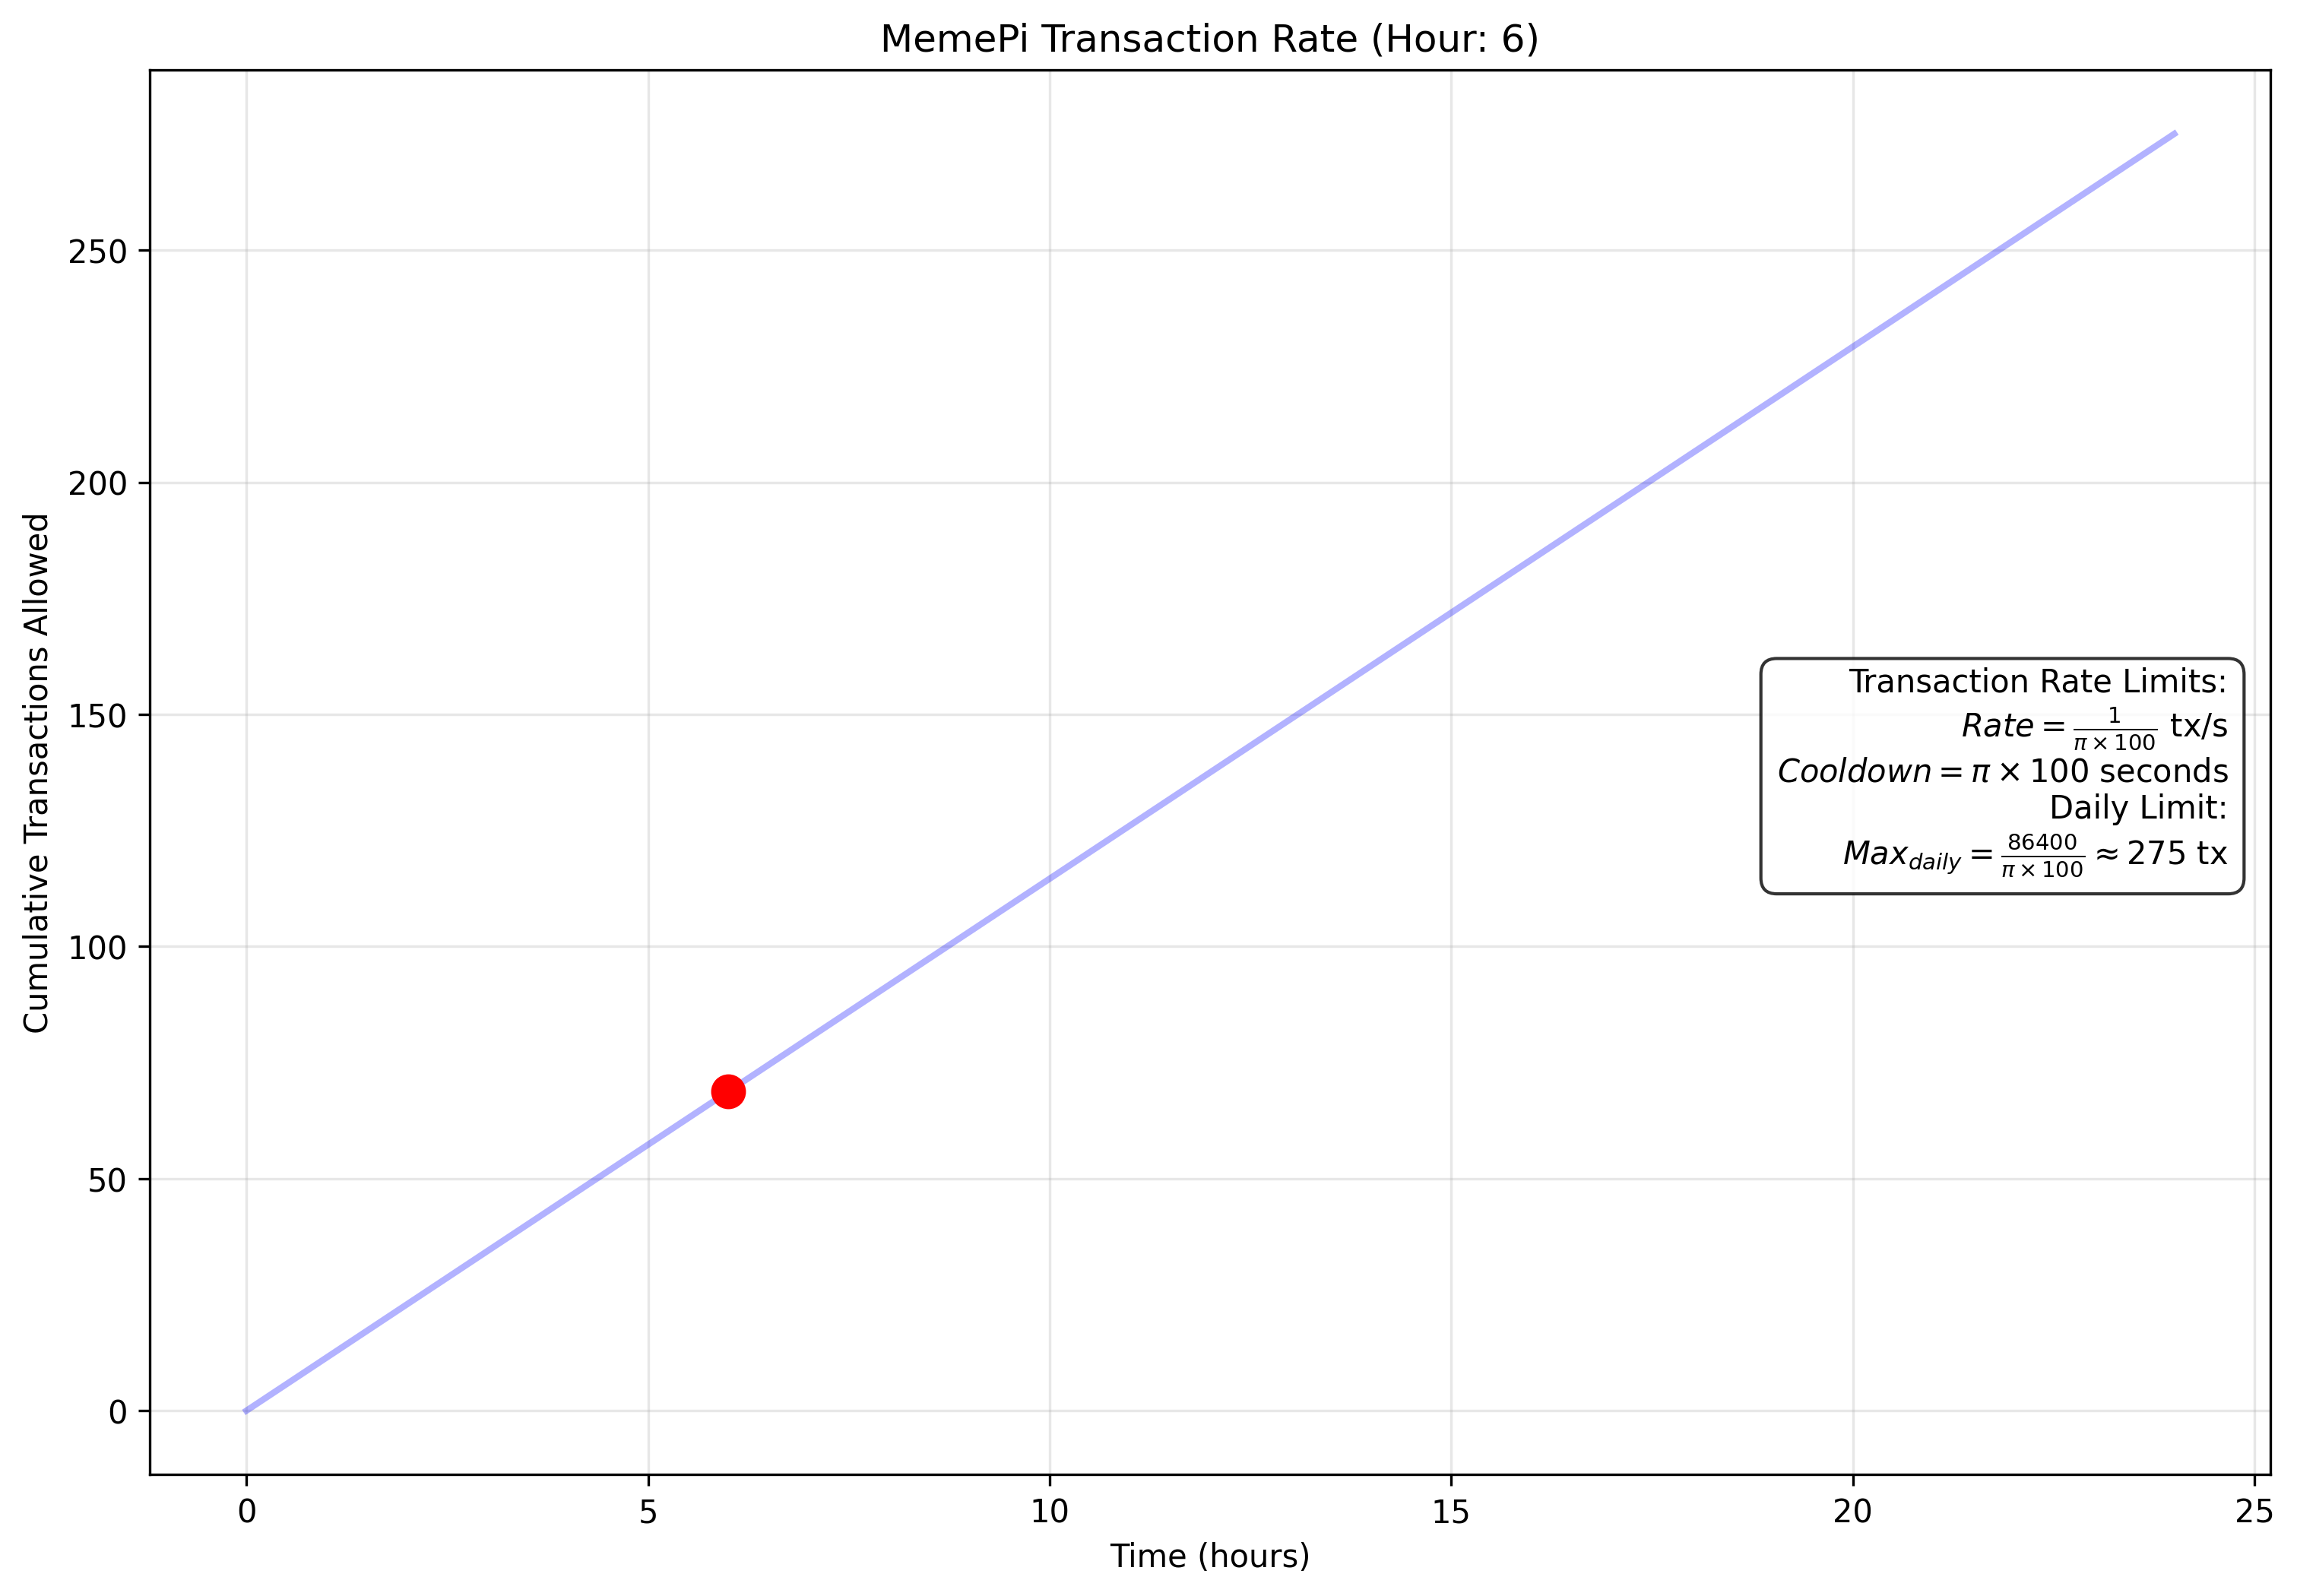 MemePi Transaction Rate (Hour: 6)
Cumulative Transactions Allowed
250
200
150
100
50
0
Transaction Rate Limits:
Rate = 1/(π × 100) tx/s
Cooldown = π × 100 seconds
Daily Limit:
Max_daily = 86400/(π × 100) ≈ 275 tx
0 5 10 15 20 25
Time (hours)